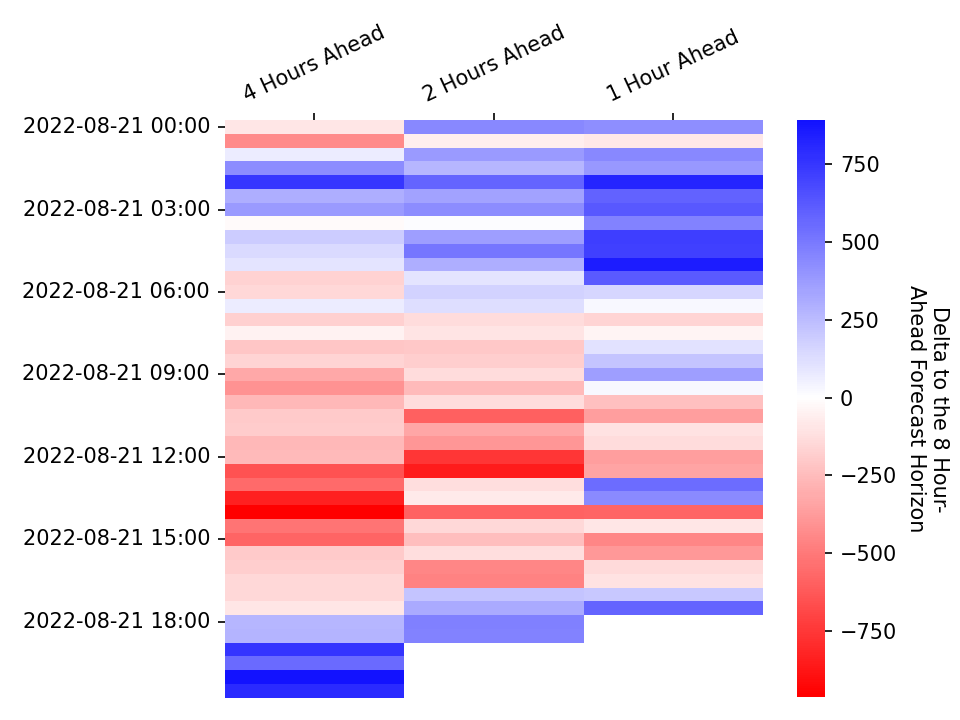 4 Hours Ahead
2 Hours Ahead
1 Hour Ahead
2022-08-21 00:00
2022-08-21 03:00
2022-08-21 06:00
2022-08-21 09:00
2022-08-21 12:00
2022-08-21 15:00
2022-08-21 18:00
750
500
250
0
−250
−500
−750
Delta to the 8 Hour-
Ahead Forecast Horizon